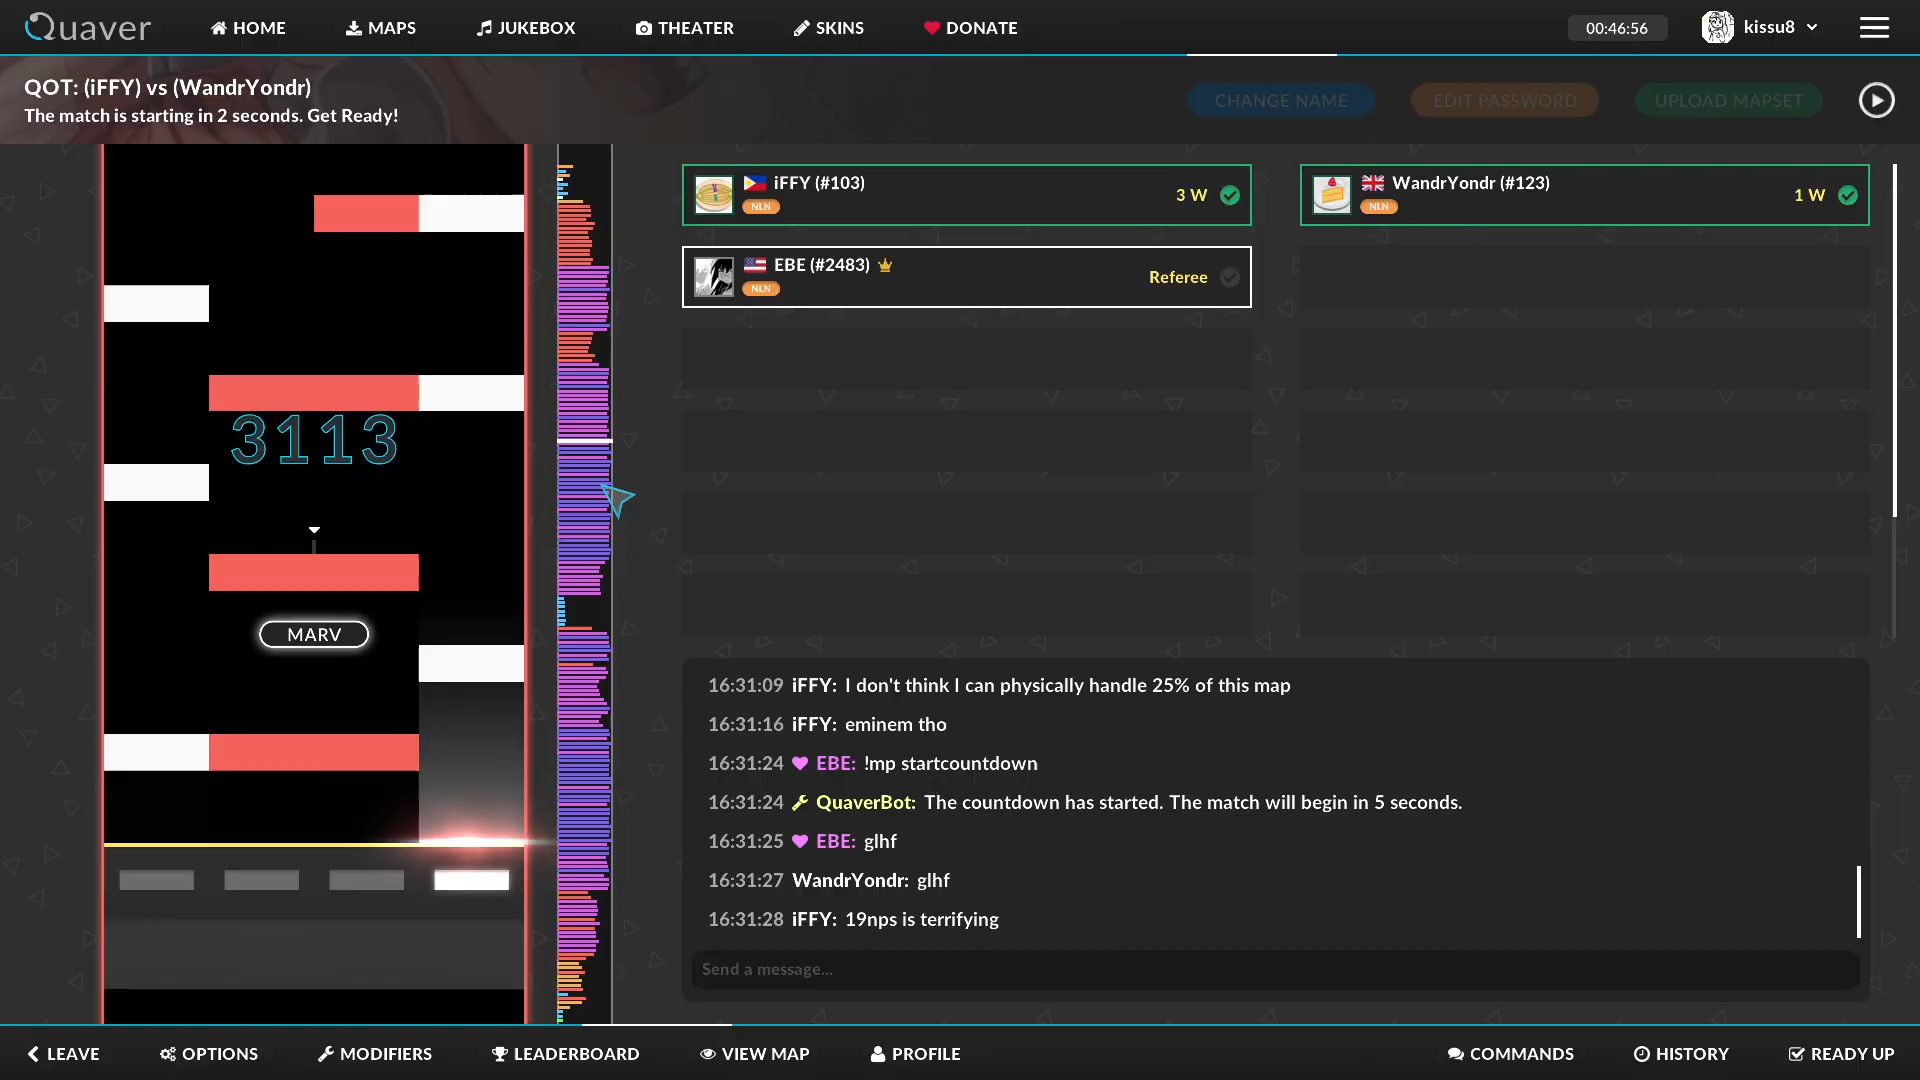 Quaver
HOME
MAPS
JUKEBOX
THEATER
SKINS
DONATE
00:46:56
kissu8
QOT: (iFFY) vs (WandrYondr)
The match is starting in 2 seconds. Get Ready!
CHANGE NAME
EDIT PASSWORD
UPLOAD MAPSET
iFFY (#103)
NLN
3 W
WandrYondr (#123)
NLN
1 W
EBE (#2483)
NLN
Referee
3113
MARV
16:31:09 iFFY: I don't think I can physically handle 25% of this map
16:31:16 iFFY: eminem tho
16:31:24 EBE: !mp startcountdown
16:31:24 QuaverBot: The countdown has started. The match will begin in 5 seconds.
16:31:25 EBE: glhf
16:31:27 WandrYondr: glhf
16:31:28 iFFY: 19nps is terrifying
Send a message...
LEAVE
OPTIONS
MODIFIERS
LEADERBOARD
VIEW MAP
PROFILE
COMMANDS
HISTORY
READY UP